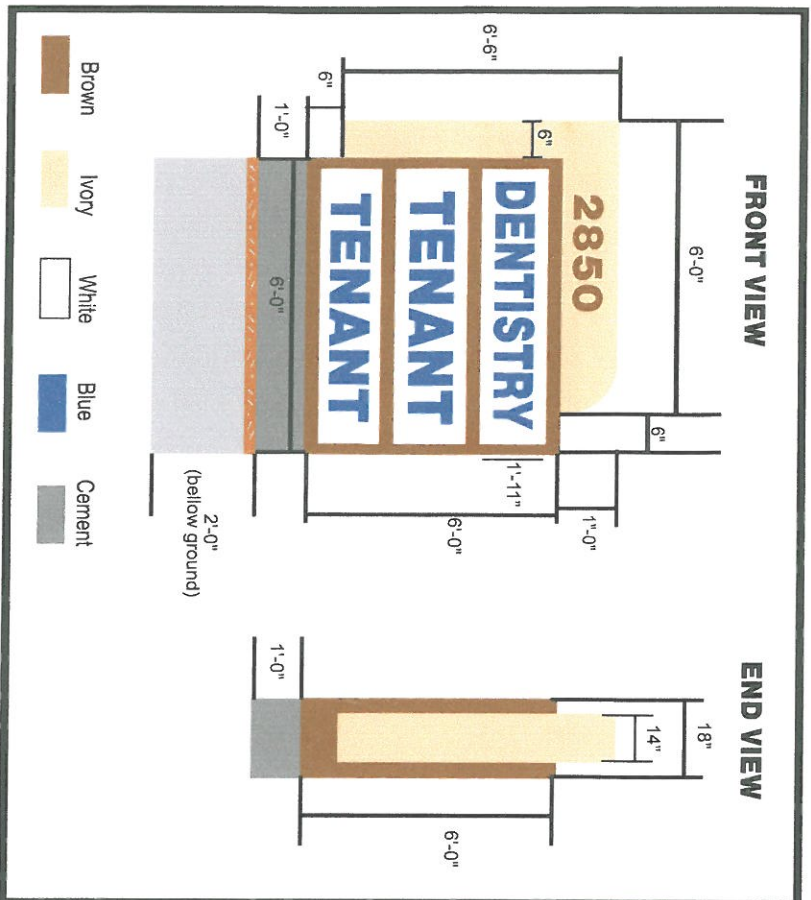 FRONT VIEW
6'-0"
6"
6'-6"
6"
6"
1'-0"
2850
DENTISTRY
TENANT
TENANT
1"-0"
1'-11"
6'-0"
6'-0"
2'-0"
(bellow ground)
END VIEW
18"
14"
1'-0"
6'-0"
Brown
Ivory
White
Blue
Cement